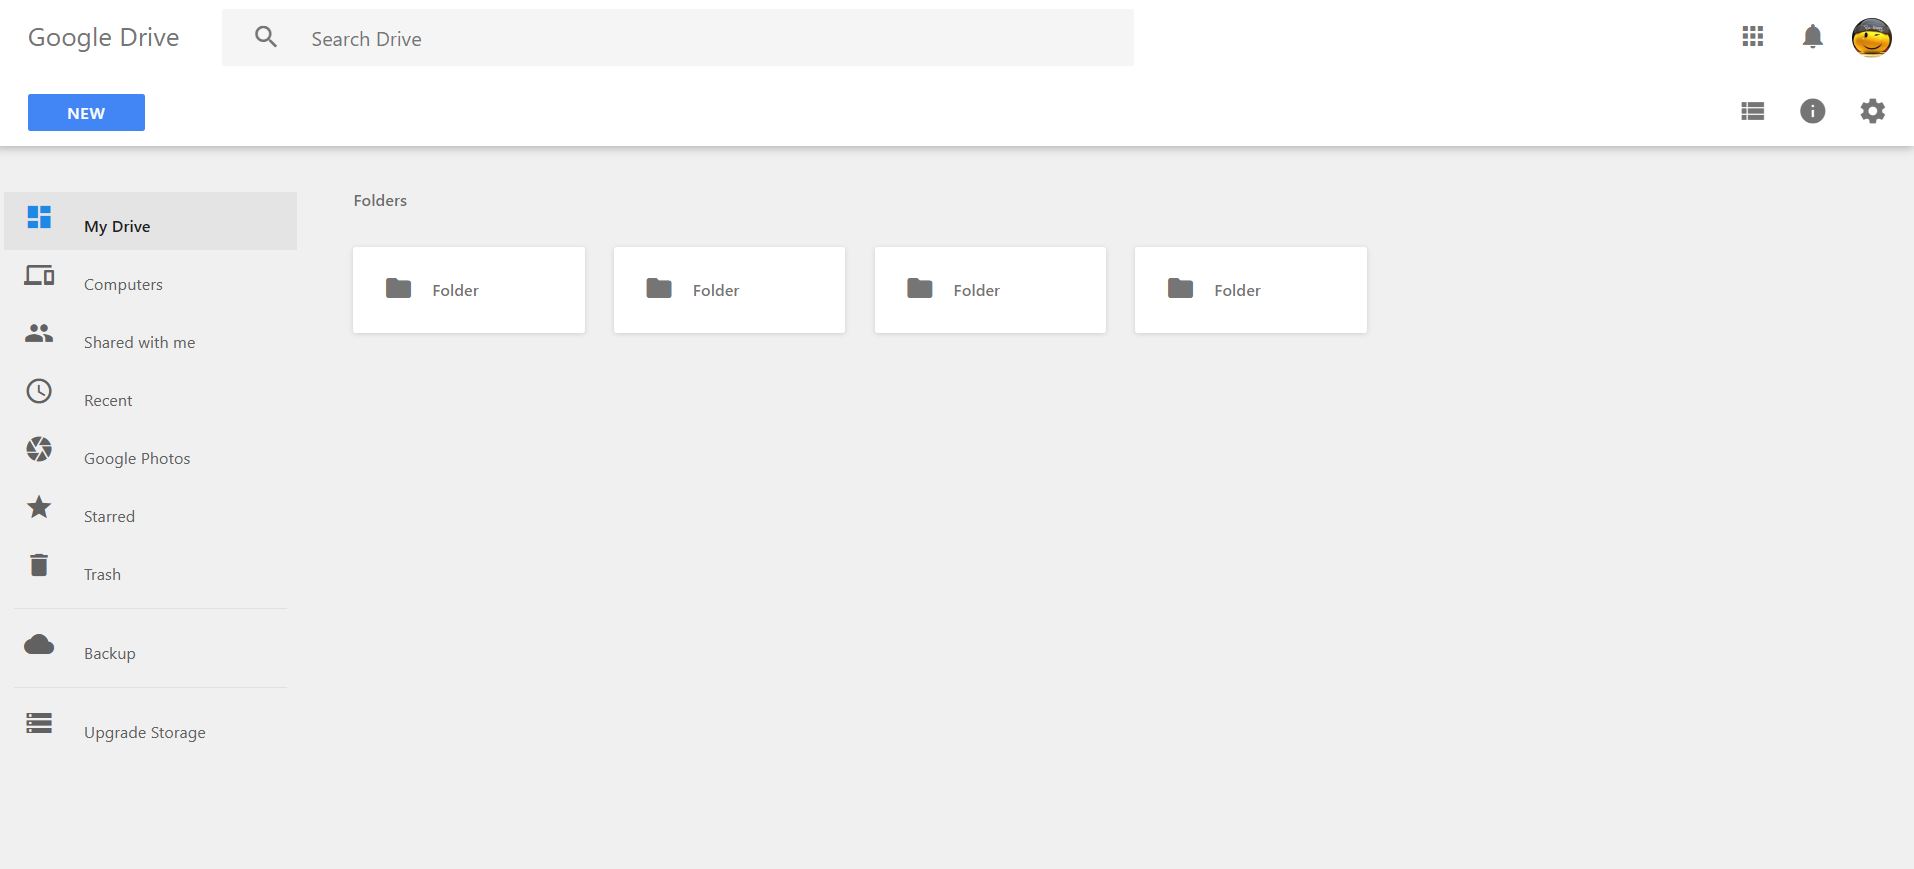 Google Drive
Search Drive
NEW
My Drive
Computers
Shared with me
Recent
Google Photos
Starred
Trash
Backup
Upgrade Storage
Folders
Folder
Folder
Folder
Folder